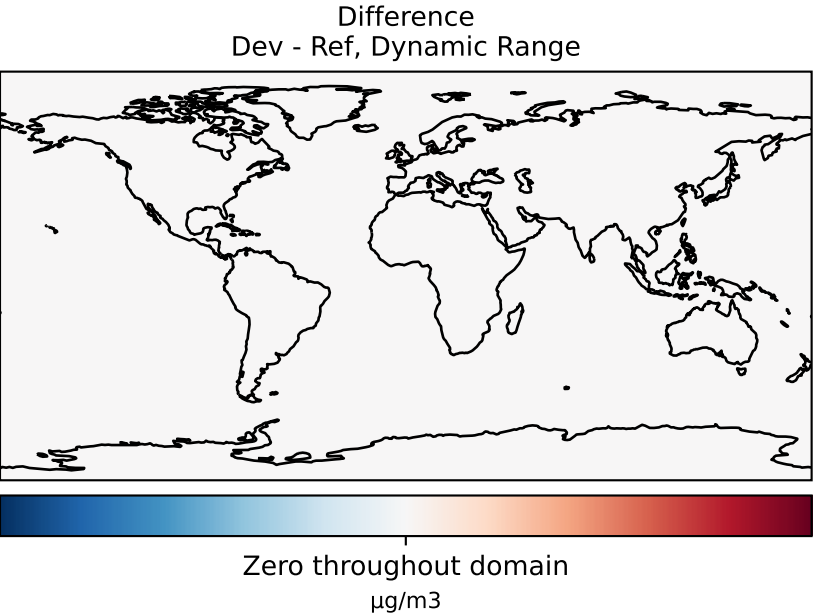 Difference
Dev - Ref, Dynamic Range
Zero throughout domain
μg/m3